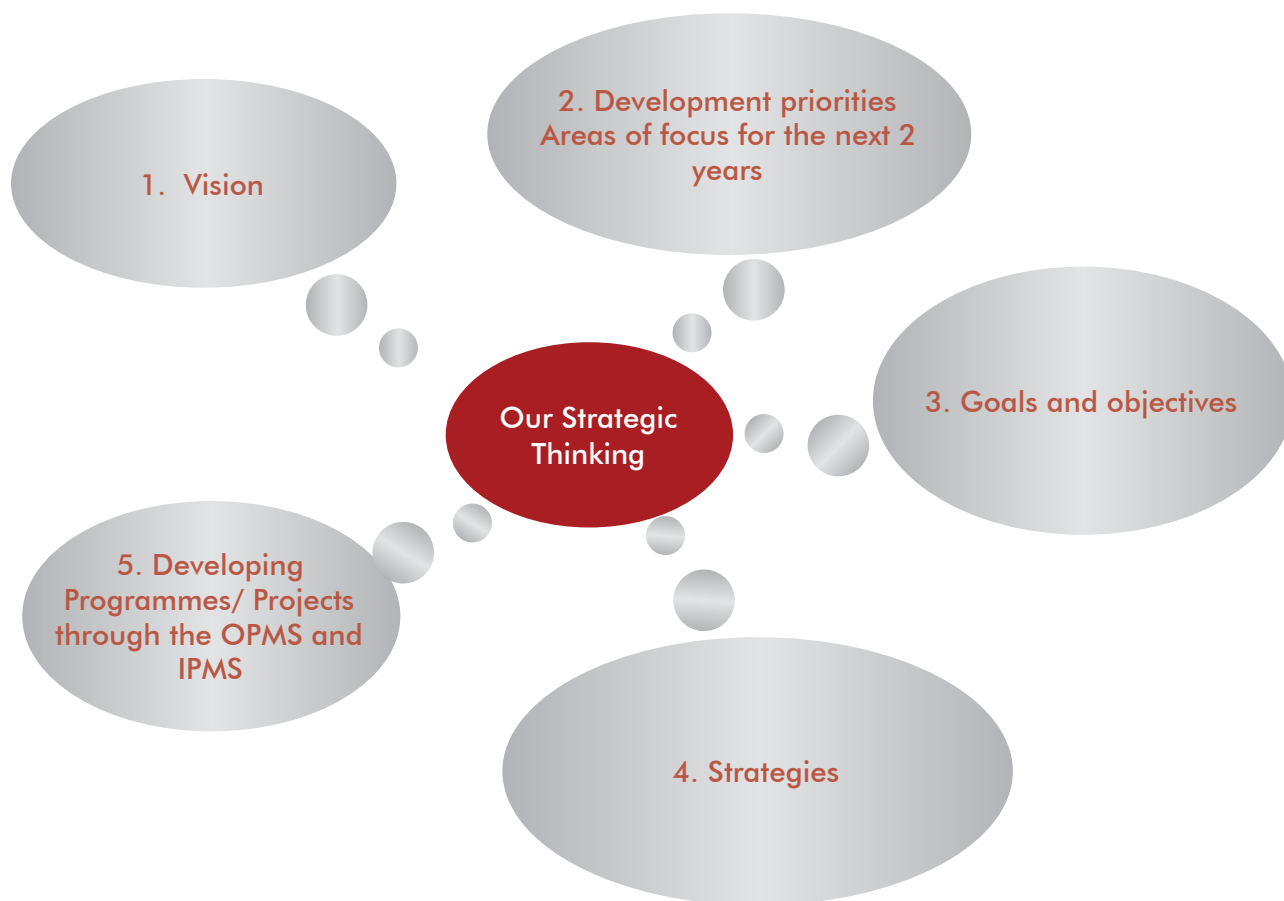 1. Vision
2. Development priorities
Areas of focus for the next 2
years
3. Goals and objectives
Our Strategic
Thinking
5. Developing
Programmes/ Projects
through the OPMS and
IPMS
4. Strategies